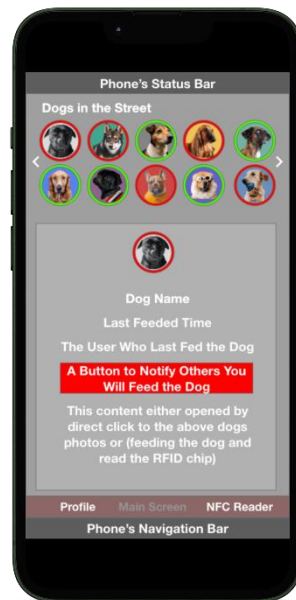 Phone's Status Bar
Dogs in the Street
Dog Name
Last Feeded Time
The User Who Last Fed the Dog
A Button to Notify Others You
Will Feed the Dog
This content either opened by
direct click to the above dogs
photos or (feeding the dog and
read the RFID chip)
Profile Main Screen NFC Reader
Phone's Navigation Bar